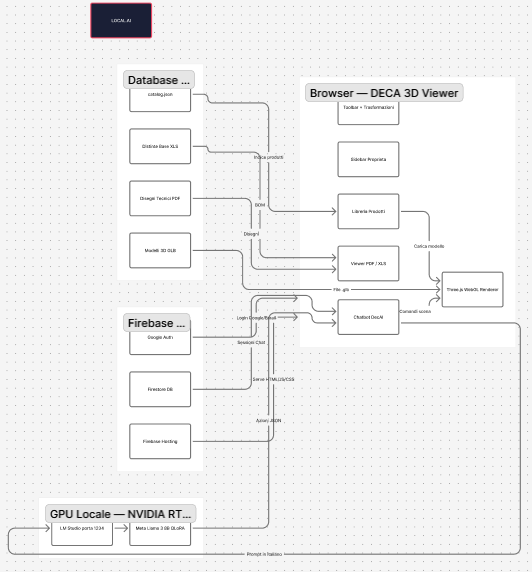 LOCAL AI
Database ...
catalog.json
Distinte Base XLS
Disegni Tecnici PDF
Modelli 3D GLB
Browser — DECA 3D Viewer
Toolbar + Trasformazioni
Sidebar Proprieta
Libreria Prodotti
Viewer PDF / XLS
Chatbot DecAI
Three.js WebGL Renderer
Indice prodotti
BOM
Disegni
Carica modello
File .glb
Comandi scena
Firebase ...
Google Auth
Firestore DB
Firebase Hosting
Login Google/Email
Sessioni Chat
Serve HTML/JS/CSS
Azioni JSON
GPU Locale — NVIDIA RT...
LM Studio porta 1234
Meta Llama 3 8B QLoRA
Prompt in Italiano